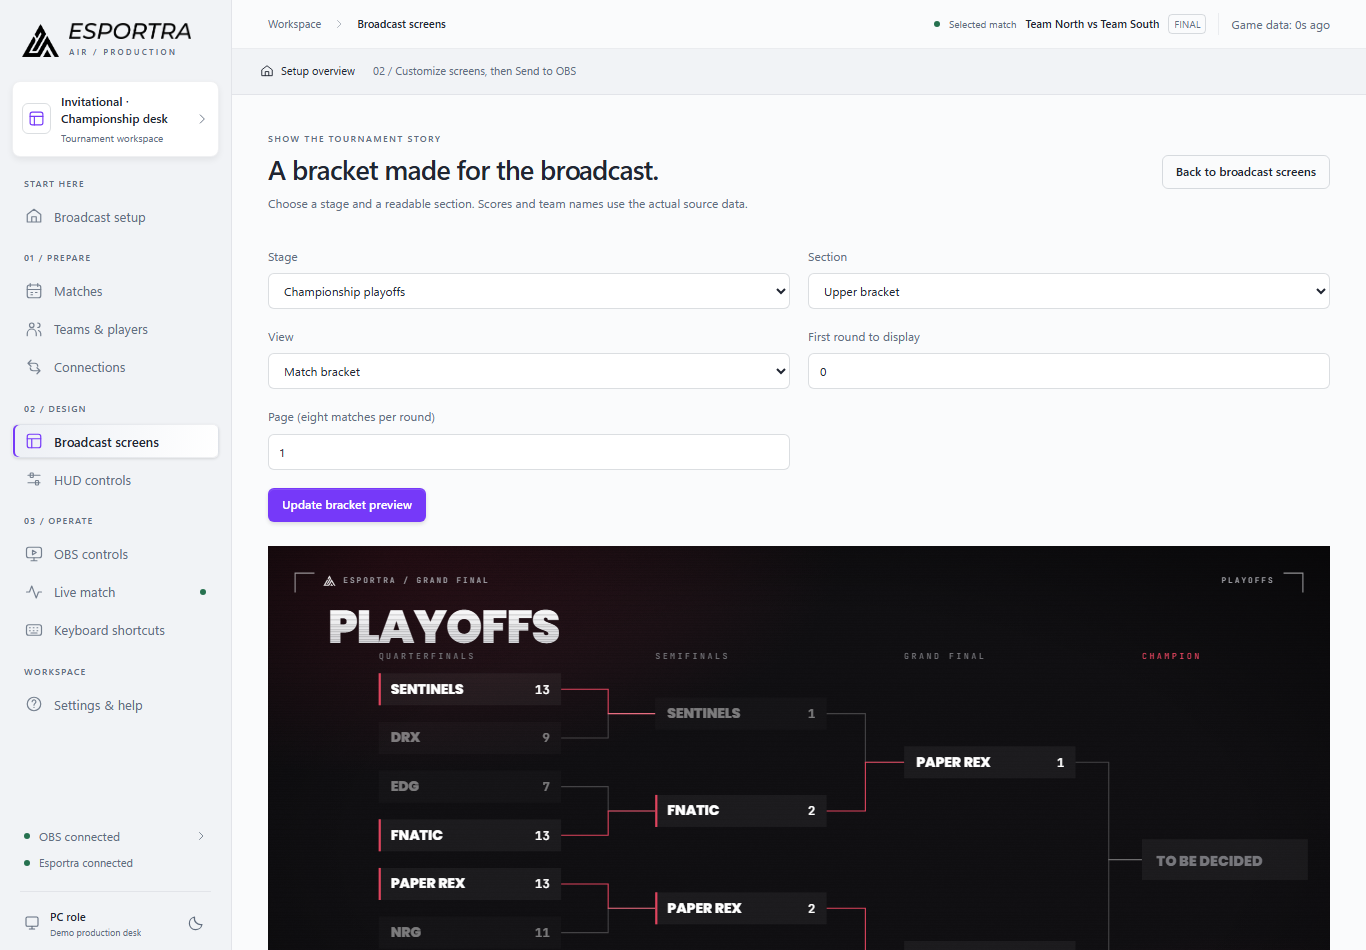 ESPORTRA
AIR / PRODUCTION
Invitational ·
Championship desk
Tournament workspace
START HERE
Broadcast setup
01 / PREPARE
Matches
Teams & players
Connections
02 / DESIGN
Broadcast screens
HUD controls
03 / OPERATE
OBS controls
Live match
Keyboard shortcuts
WORKSPACE
Settings & help
OBS connected
Esportra connected
PC role
Demo production desk
Workspace > Broadcast screens
Selected match Team North vs Team South FINAL Game data: 0s ago
Setup overview 02 / Customize screens, then Send to OBS
SHOW THE TOURNAMENT STORY
A bracket made for the broadcast.
Back to broadcast screens
Choose a stage and a readable section. Scores and team names use the actual source data.
Stage Section
Championship playoffs Upper bracket
View First round to display
Match bracket 0
Page (eight matches per round)
1
Update bracket preview
ESPORTRA / GRAND FINAL PLAYOFFS
PLAYOFFS
QUARTERFINALS SEMIFINALS GRAND FINAL CHAMPION
SENTINELS 13
SENTINELS 1
DRX 9
PAPER REX 1
EDG 7
FNATIC 2
FNATIC 13
TO BE DECIDED
PAPER REX 13
PAPER REX 2
NRG 11